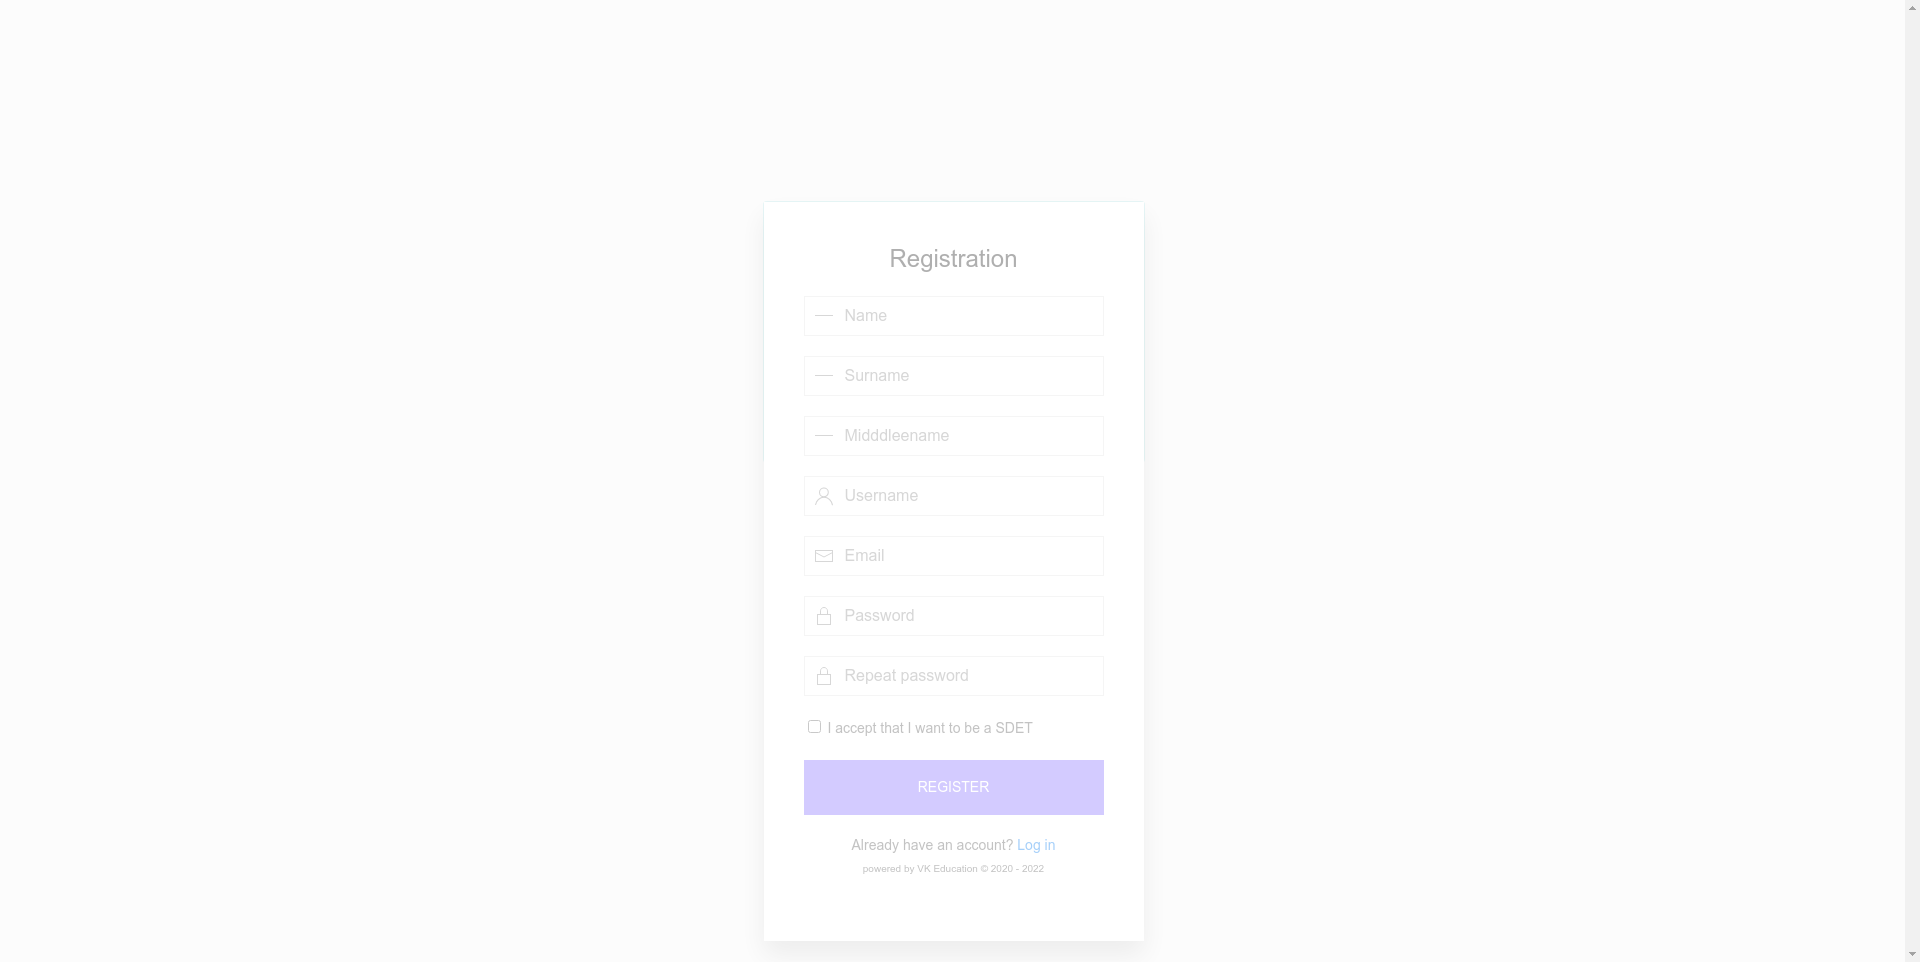 Registration
Name
Surname
Midddleename
Username
Email
Password
Repeat password
I accept that I want to be a SDET
REGISTER
Already have an account? Log in
powered by VK Education © 2020 - 2022